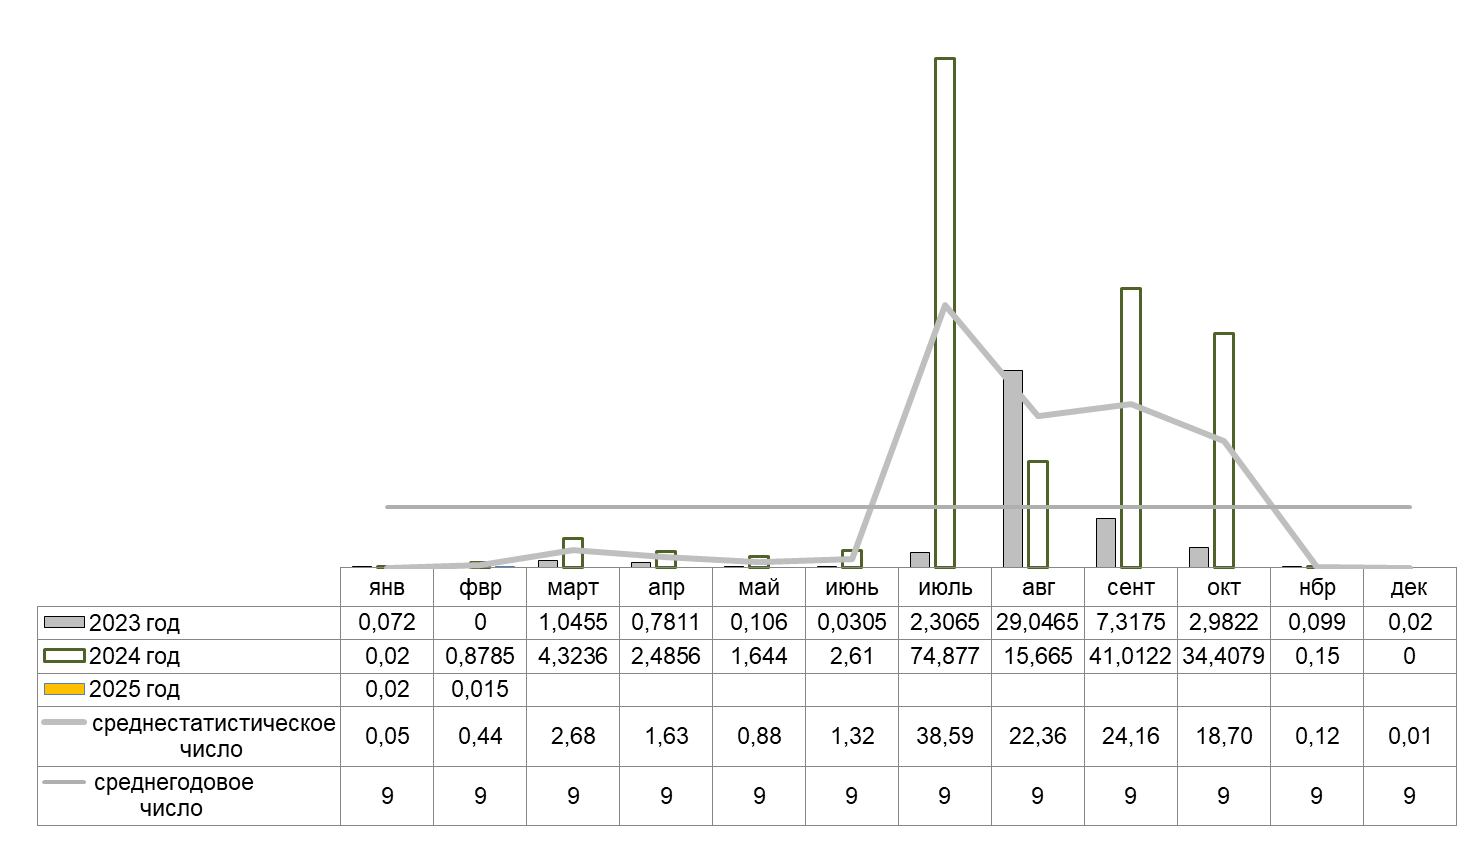 янв фвр март апр май июнь июль авг сент окт нбр дек
2023 год 0,072 0 1,0455 0,7811 0,106 0,0305 2,3065 29,0465 7,3175 2,9822 0,099 0,02
2024 год 0,02 0,8785 4,3236 2,4856 1,644 2,61 74,877 15,665 41,0122 34,4079 0,15 0
2025 год 0,02 0,015
среднестатистическое
число 0,05 0,44 2,68 1,63 0,88 1,32 38,59 22,36 24,16 18,70 0,12 0,01
среднегодовое
число 9 9 9 9 9 9 9 9 9 9 9 9